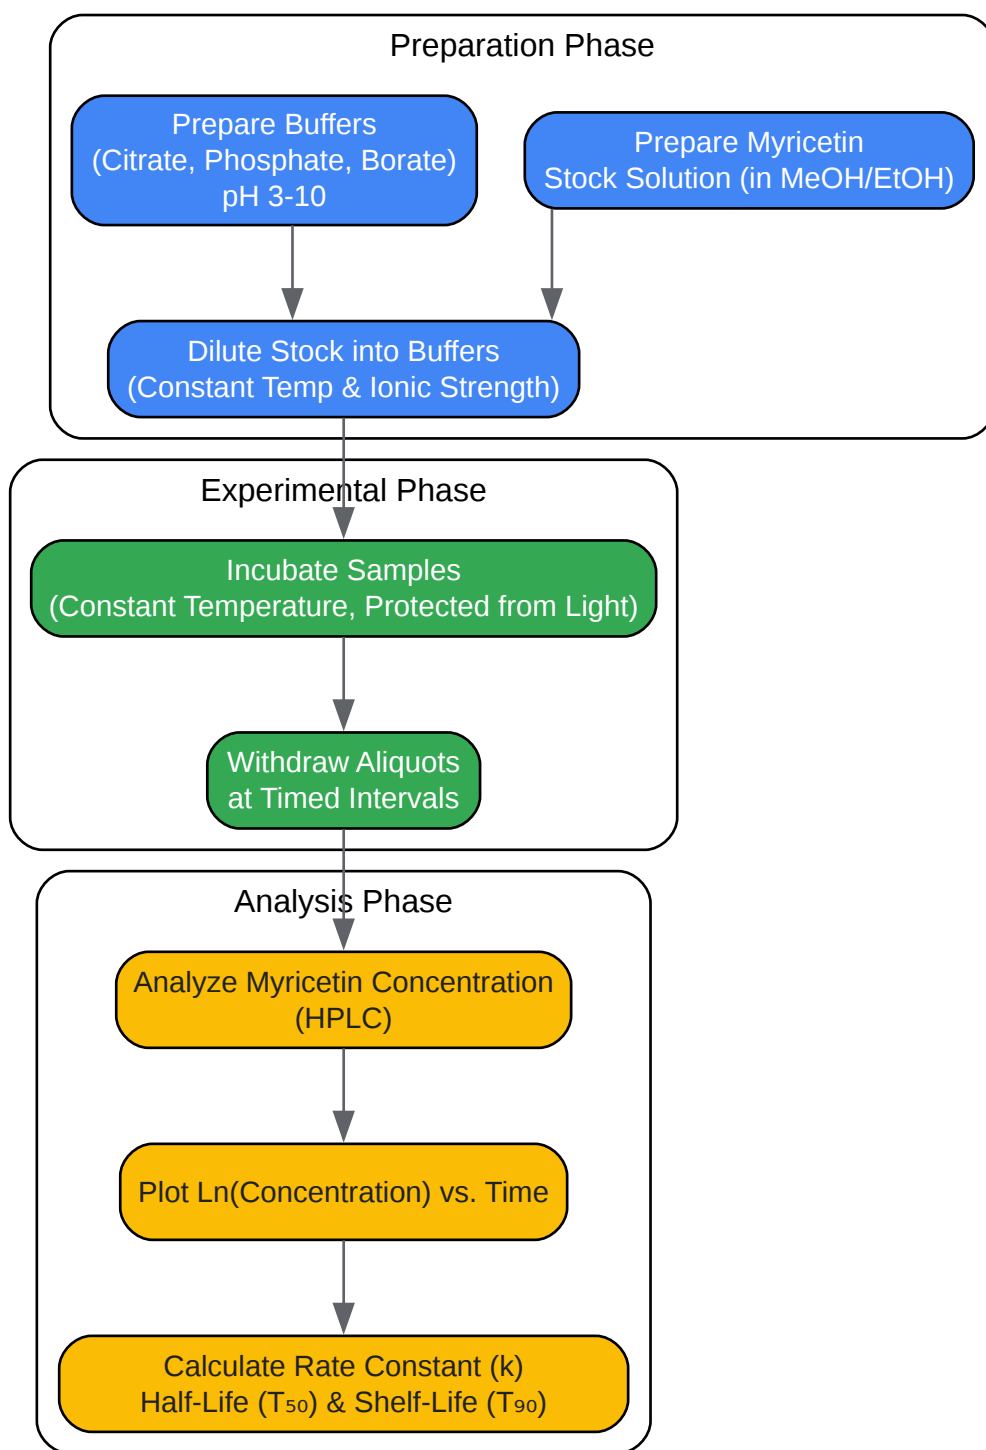 Preparation Phase
Prepare Buffers
(Citrate, Phosphate, Borate)
pH 3-10
Prepare Myricetin
Stock Solution (in MeOH/EtOH)
Dilute Stock into Buffers
(Constant Temp & Ionic Strength)
Experimental Phase
Incubate Samples
(Constant Temperature, Protected from Light)
Withdraw Aliquots
at Timed Intervals
Analysis Phase
Analyze Myricetin Concentration
(HPLC)
Plot Ln(Concentration) vs. Time
Calculate Rate Constant (k)
Half-Life (T₅₀) & Shelf-Life (T₉₀)